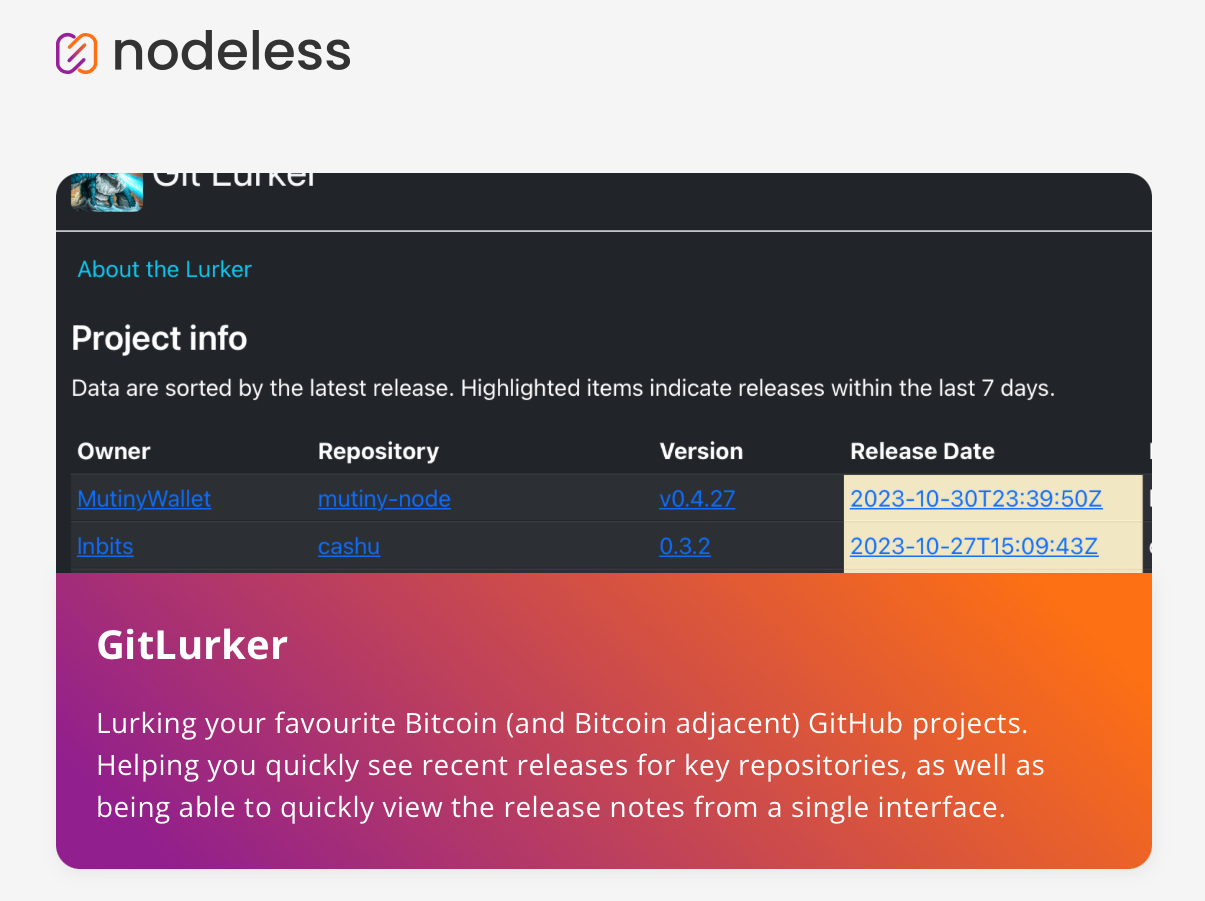 nodeless
Git Lurker
About the Lurker
Project info
Data are sorted by the latest release. Highlighted items indicate releases within the last 7 days.
Owner Repository Version Release Date
MutinyWallet mutiny-node v0.4.27 2023-10-30T23:39:50Z
lnbits cashu 0.3.2 2023-10-27T15:09:43Z
GitLurker
Lurking your favourite Bitcoin (and Bitcoin adjacent) GitHub projects.
Helping you quickly see recent releases for key repositories, as well as
being able to quickly view the release notes from a single interface.